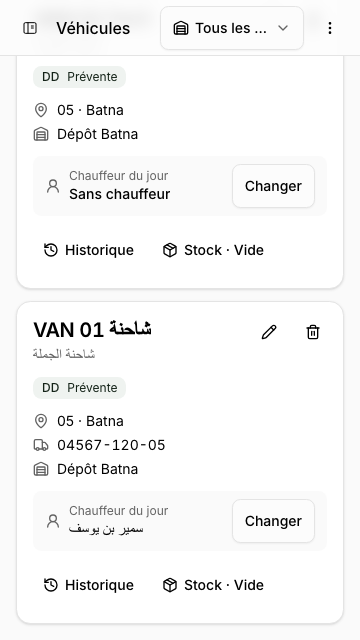 Véhicules
Tous les ...
DD Prévente
05 · Batna
Dépôt Batna
Chauffeur du jour
Sans chauffeur
Changer
Historique
Stock · Vide
VAN 01 شاحنة
شاحنة الجملة
DD Prévente
05 · Batna
04567-120-05
Dépôt Batna
Chauffeur du jour
سمير بن يوسف
Changer
Historique
Stock · Vide